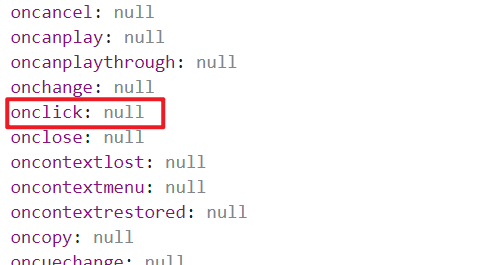 oncancel: null
oncanplay: null
oncanplaythrough: null
onchange: null
onclick: null
onclose: null
oncontextlost: null
oncontextmenu: null
oncontextrestored: null
oncopy: null
oncuechange: null